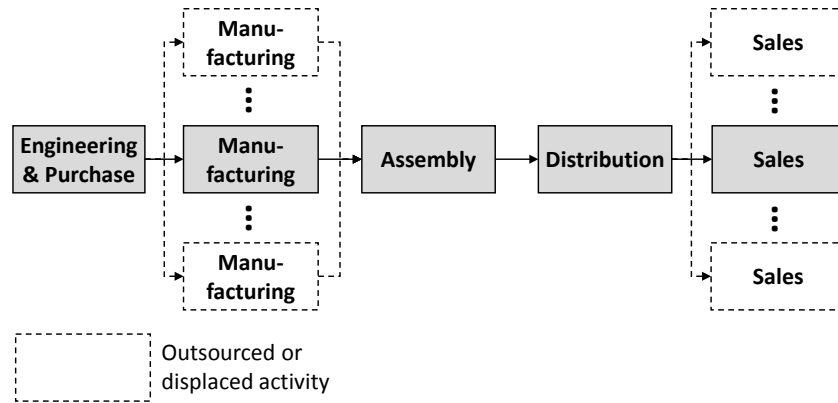 Manu-
facturing
Sales
Engineering
& Purchase
Manu-
facturing
Assembly
Distribution
Sales
Manu-
facturing
Sales
Outsourced or
displaced activity